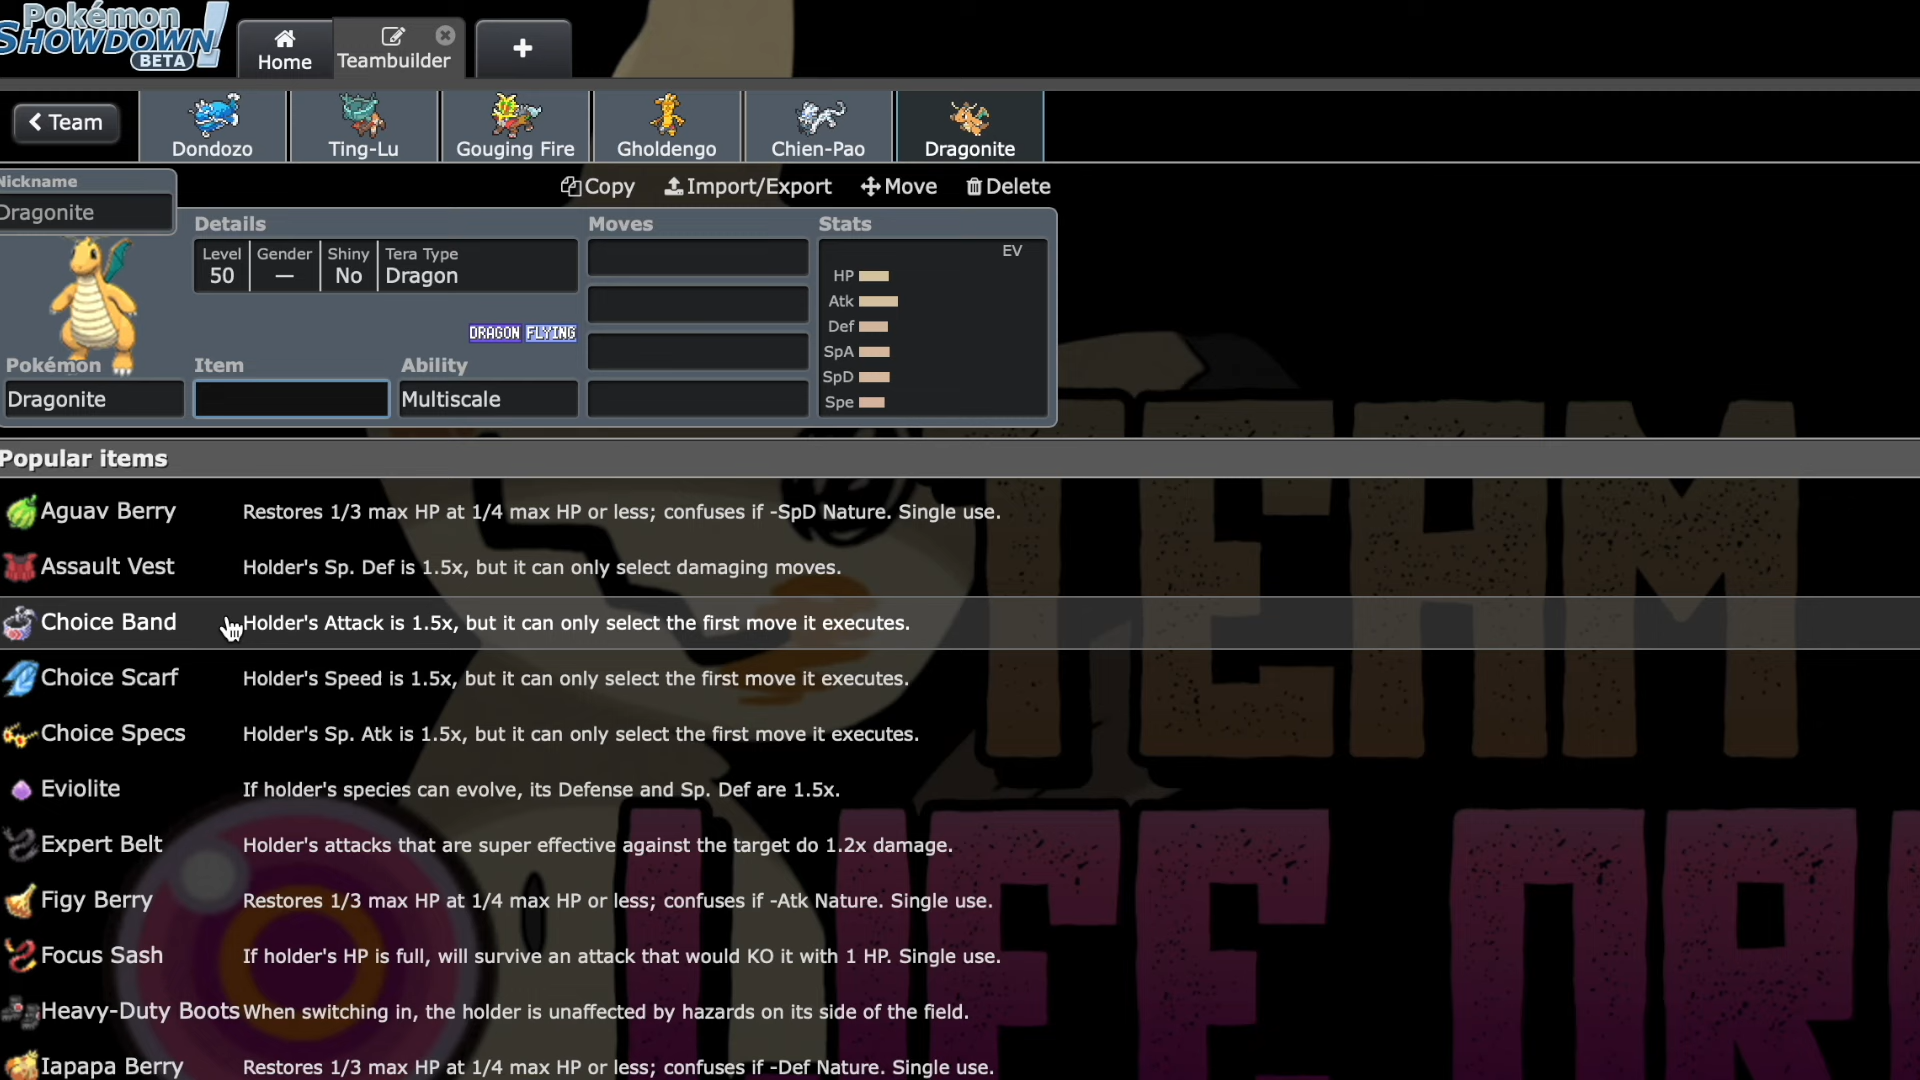 Pokémon
SHOWDOWN!
BETA
Home
Teambuilder
+
Team
Dondozo
Ting-Lu
Gouging Fire
Gholdengo
Chien-Pao
Dragonite
Nickname
Dragonite
Copy
Import/Export
Move
Delete
Details
Moves
Stats
Level
Gender
Shiny
Tera Type
50
—
No
Dragon
EV
HP
Atk
Def
SpA
SpD
Spe
DRAGON FLYING
Pokémon
Item
Ability
Dragonite
Multiscale
Popular items
Aguav Berry Restores 1/3 max HP at 1/4 max HP or less; confuses if -SpD Nature. Single use.
Assault Vest Holder's Sp. Def is 1.5x, but it can only select damaging moves.
Choice Band Holder's Attack is 1.5x, but it can only select the first move it executes.
Choice Scarf Holder's Speed is 1.5x, but it can only select the first move it executes.
Choice Specs Holder's Sp. Atk is 1.5x, but it can only select the first move it executes.
Eviolite If holder's species can evolve, its Defense and Sp. Def are 1.5x.
Expert Belt Holder's attacks that are super effective against the target do 1.2x damage.
Figy Berry Restores 1/3 max HP at 1/4 max HP or less; confuses if -Atk Nature. Single use.
Focus Sash If holder's HP is full, will survive an attack that would KO it with 1 HP. Single use.
Heavy-Duty Boots When switching in, the holder is unaffected by hazards on its side of the field.
Iapapa Berry Restores 1/3 max HP at 1/4 max HP or less; confuses if -Def Nature. Single use.
TEAM